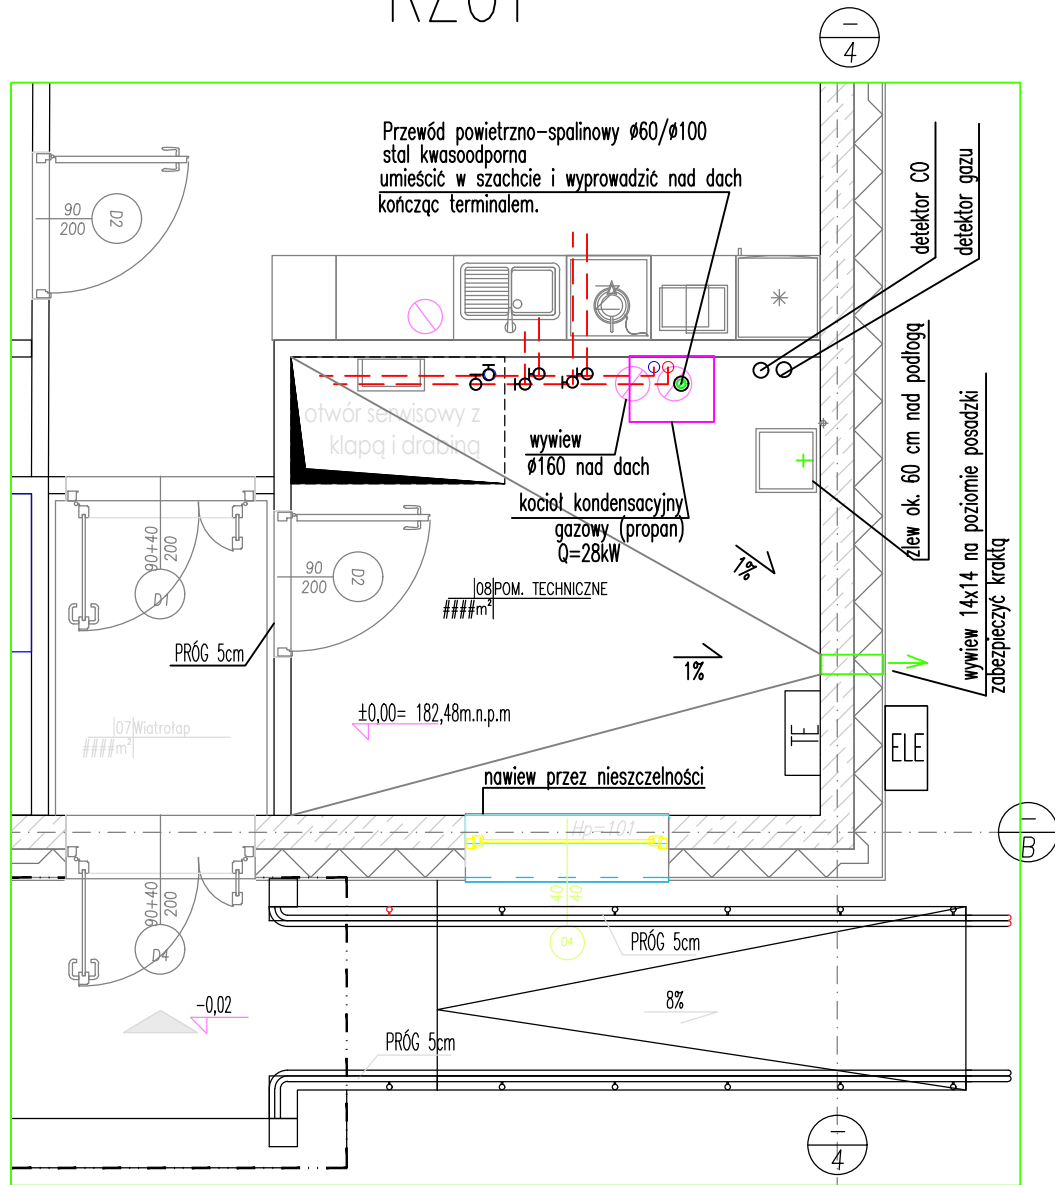 RZUT
4
Przewód powietrzno-spalinowy ø60/ø100
stal kwasoodporna
umieścić w szachcie i wyprowadzić nad dach
kończąc terminalem.
detektor CO
detektor gazu
90
200
D2
otwór serwisowy z
klapą i drabiną
wywiew
ø160 nad dach
kocioł kondensacyjny
gazowy (propan)
Q=28kW
zlew ok. 60 cm nad podłogą
wywiew 14x14 na poziomie posadzki
zabezpieczyć kratką
90+40
200
D1
90
200
D2
1%
08 POM. TECHNICZNE
####m²
PRÓG 5cm
1%
±0,00= 182,48m.n.p.m
07 Wiatrołap
####m²
TE
ELE
nawiew przez nieszczelności
Hp=101
B
90+40
200
D4
40
40
D4
PRÓG 5cm
-0,02
8%
PRÓG 5cm
4